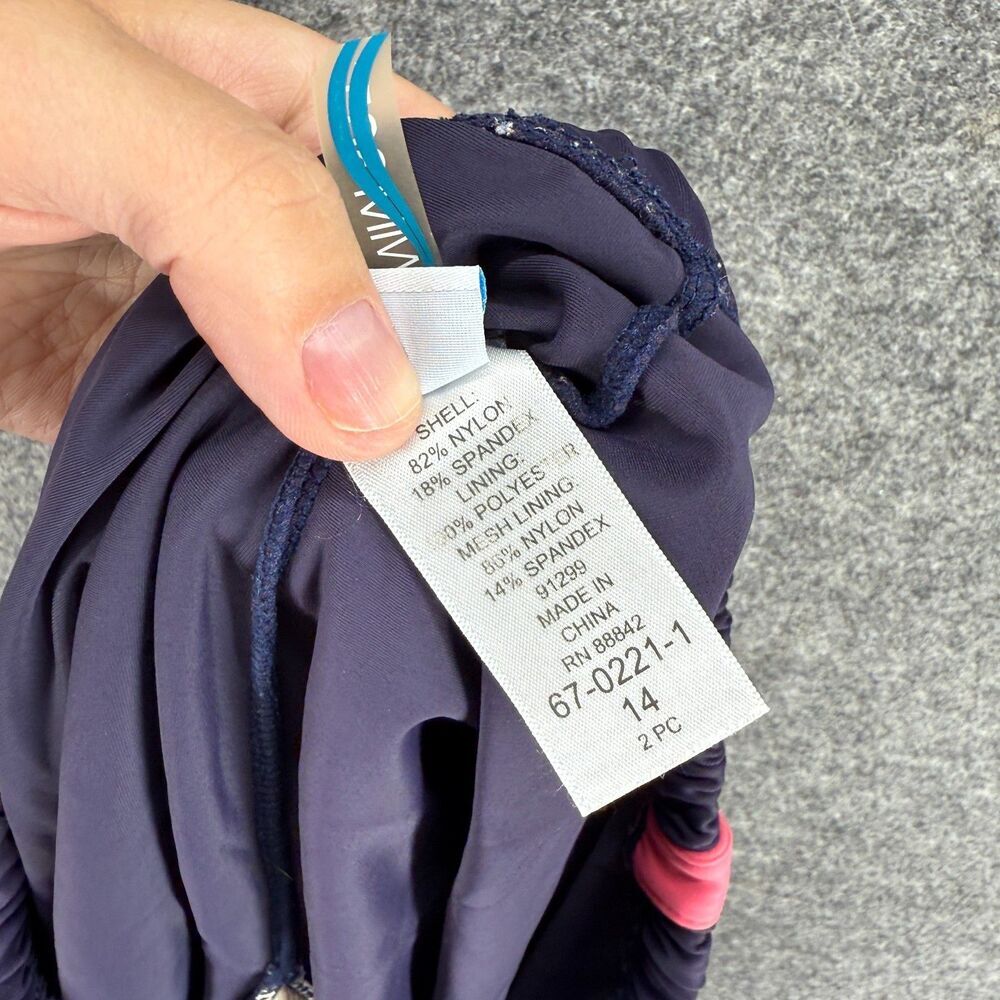 SHELL:
82% NYLON
18% SPANDEX
LINING:
POLYESTER
MESH LINING
86% NYLON
14% SPANDEX
91299
MADE IN
CHINA
RN 88842
67-0221-1
14
2 PC